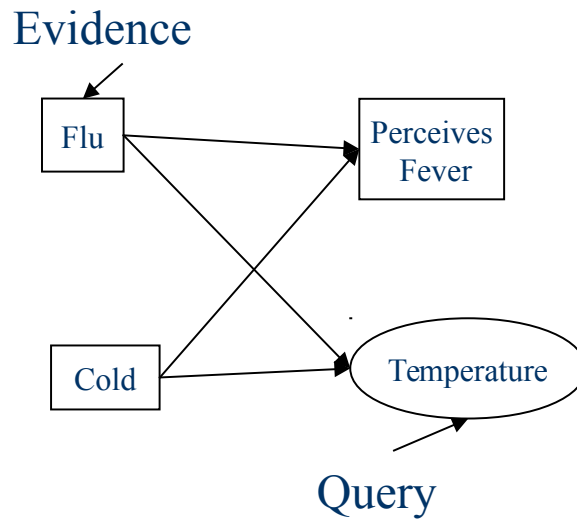 Evidence
Flu
Perceives
Fever
Cold
Temperature
Query